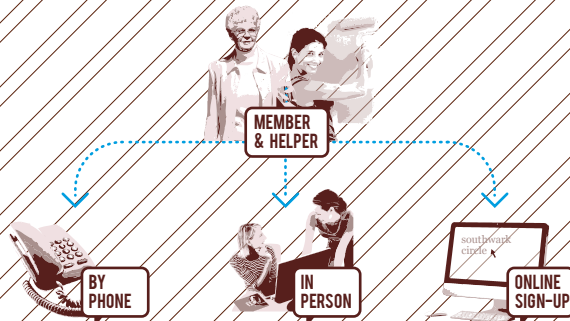 MEMBER
& HELPER
southwark
circle
BY
PHONE
IN
PERSON
ONLINE
SIGN-UP